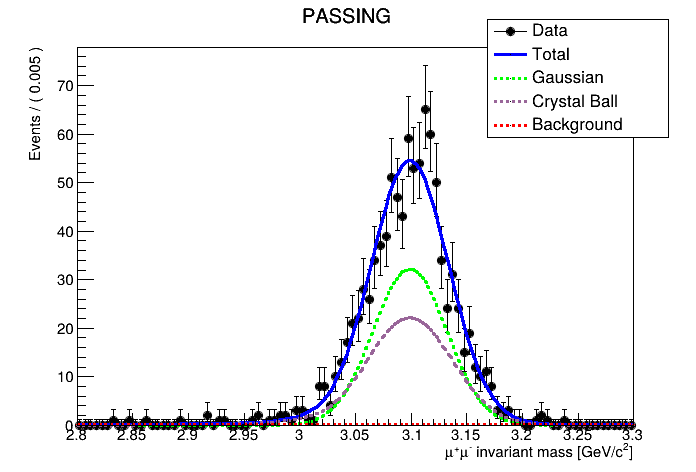 PASSING
Data
Total
Gaussian
Crystal Ball
Background
Events / ( 0.005 )
70
60
50
40
30
20
10
0
2.8 2.85 2.9 2.95 3 3.05 3.1 3.15 3.2 3.25 3.3
μ⁺μ⁻ invariant mass [GeV/c²]